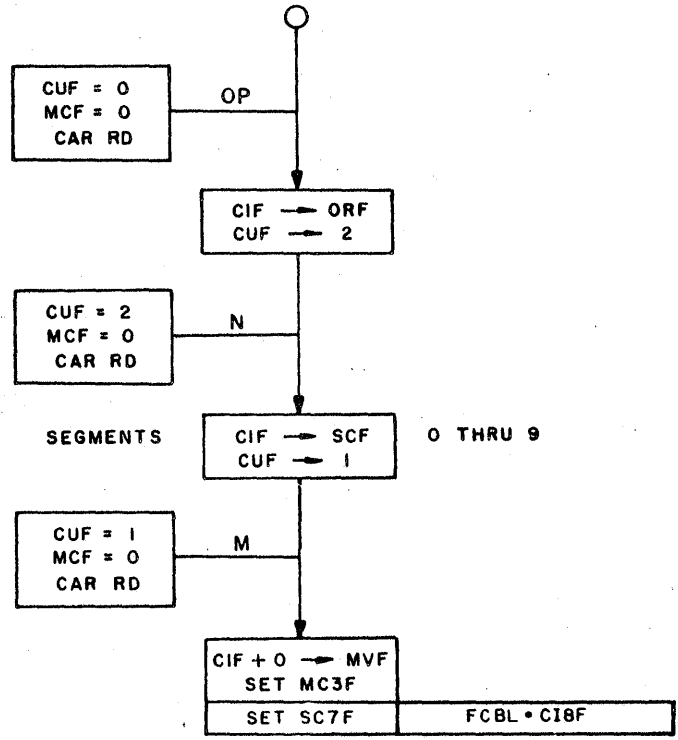 CUF = 0
MCF = 0
CAR RD
OP
CIF → ORF
CUF → 2
CUF = 2
MCF = 0
CAR RD
N
SEGMENTS
CIF → SCF
CUF → 1
0 THRU 9
CUF = 1
MCF = 0
CAR RD
M
CIF + 0 → MVF
SET MC3F
SET SC7F
FCBL • CI8F